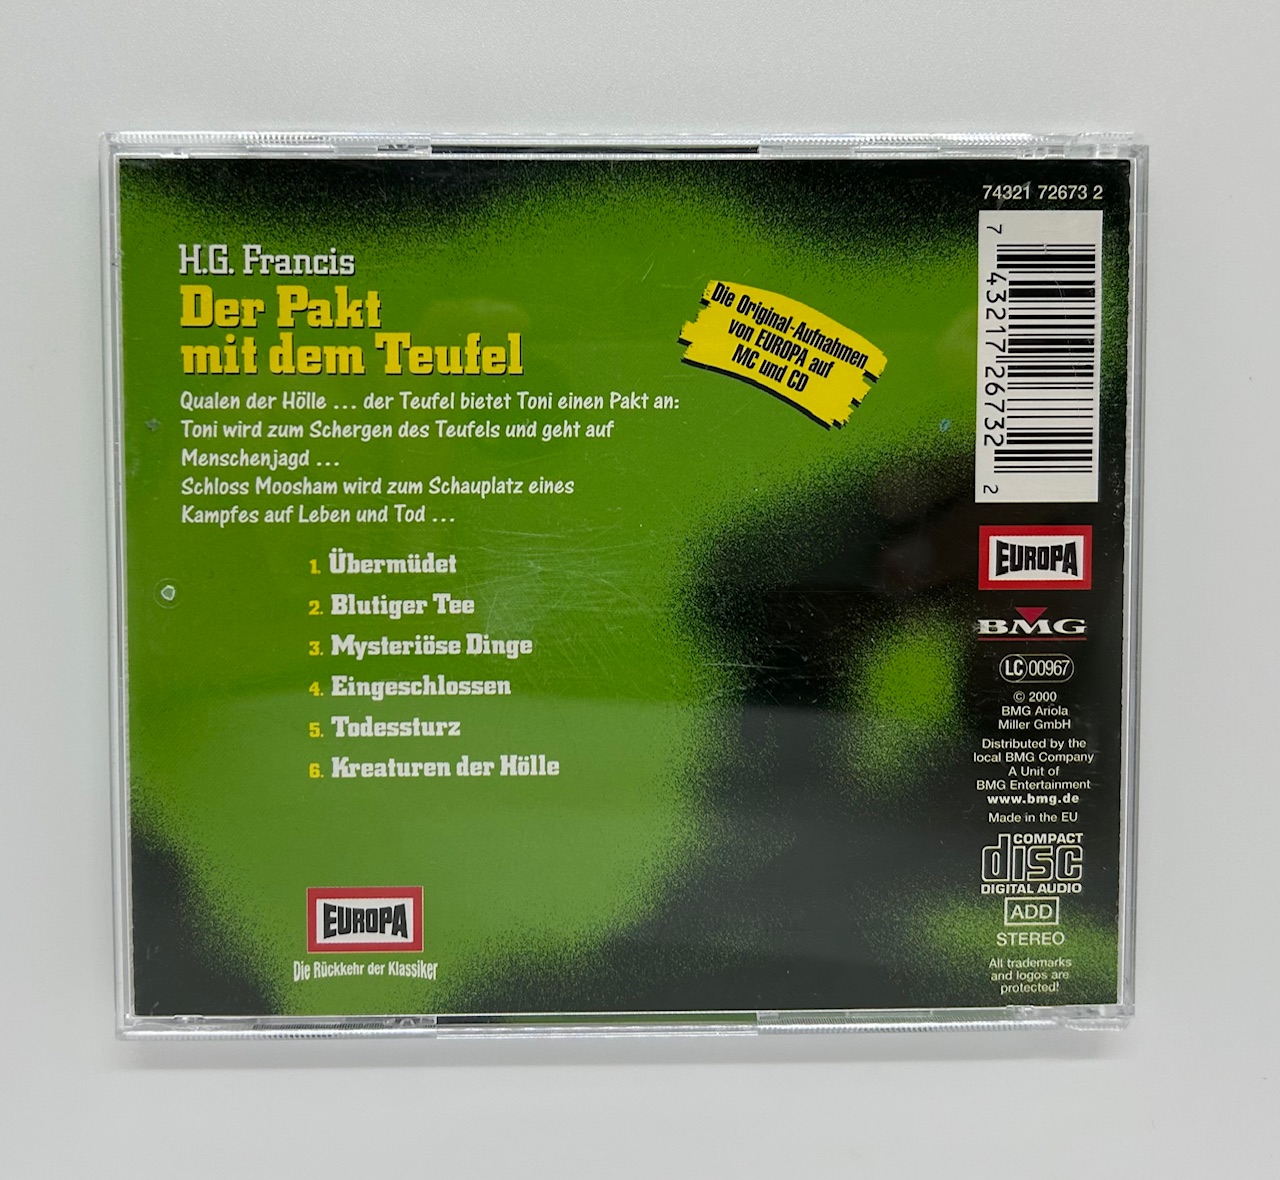 H.G. Francis
Der Pakt
mit dem Teufel
Qualen der Hölle ... der Teufel bietet Toni einen Pakt an:
Toni wird zum Schergen des Teufels und geht auf
Menschenjagd ...
Schloss Moosham wird zum Schauplatz eines
Kampfes auf Leben und Tod ...
1. Übermüdet
2. Blutiger Tee
3. Mysteriöse Dinge
4. Eingeschlossen
5. Todessturz
6. Kreaturen der Hölle
EUROPA
Die Rückkehr der Klassiker
Die Original-Aufnahmen
von EUROPA auf
MC und CD
74321 72673 2
7 43217 26732 2
EUROPA
BMG
LC 00967
© 2000
BMG Ariola
Miller GmbH
Distributed by the
local BMG Company
A Unit of
BMG Entertainment
www.bmg.de
Made in the EU
COMPACT
disc
DIGITAL AUDIO
ADD
STEREO
All trademarks
and logos are
protected!